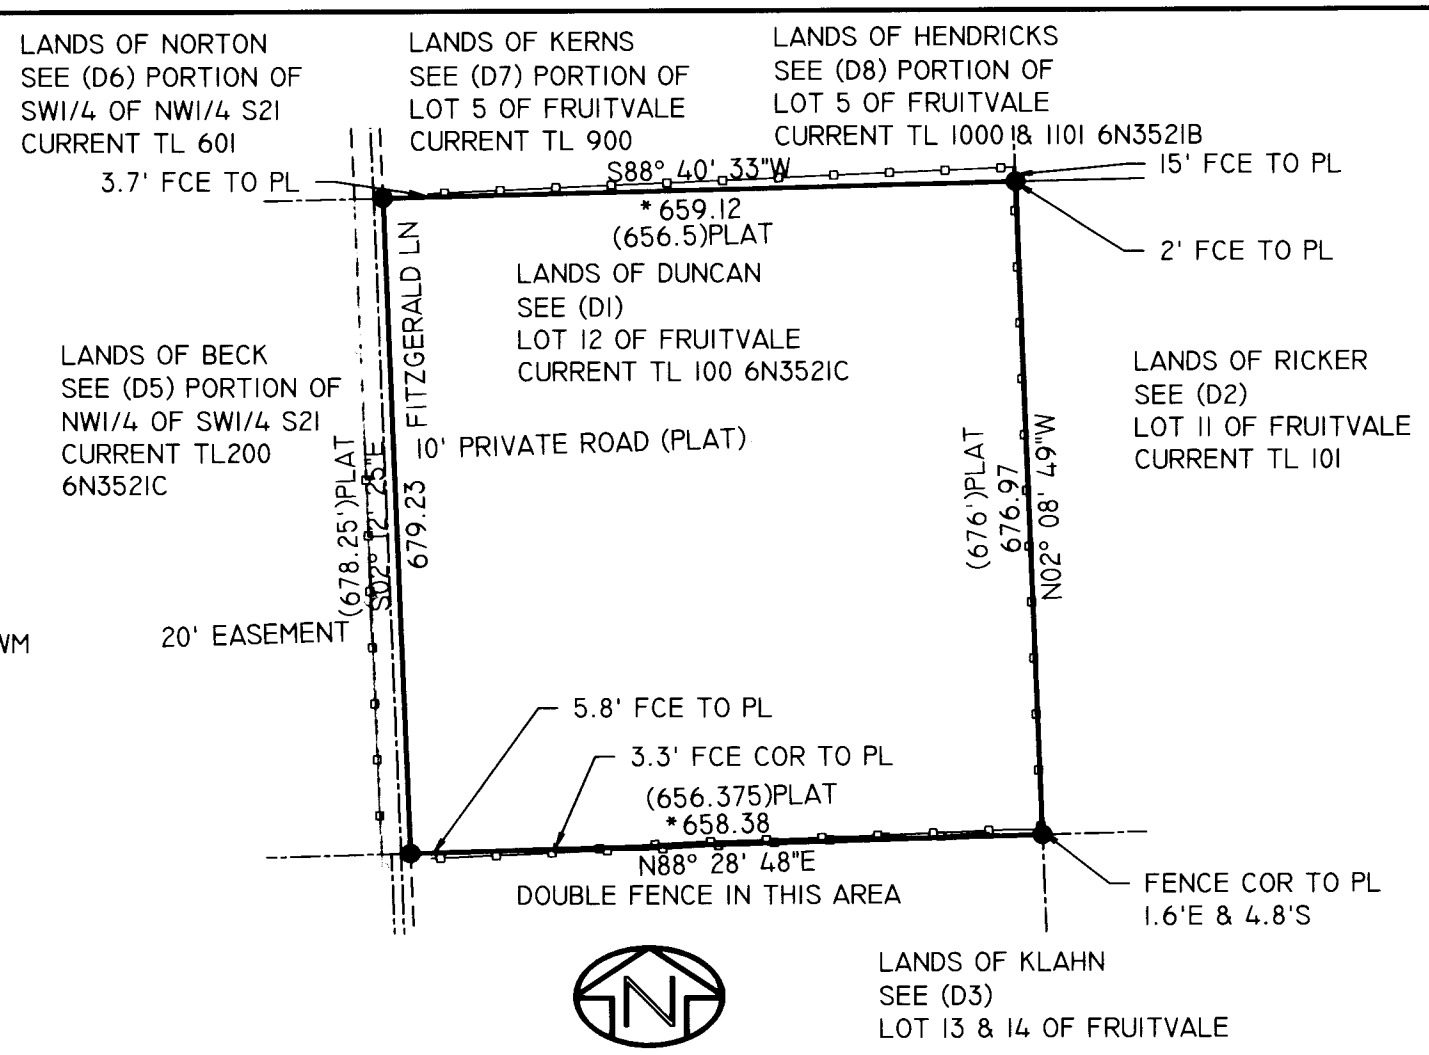 LANDS OF NORTON
SEE (D6) PORTION OF
SW1/4 OF NW1/4 S21
CURRENT TL 601
LANDS OF KERNS
SEE (D7) PORTION OF
LOT 5 OF FRUITVALE
CURRENT TL 900
LANDS OF HENDRICKS
SEE (D8) PORTION OF
LOT 5 OF FRUITVALE
CURRENT TL 1000 & 1101 6N3521B
3.7' FCE TO PL
S88° 40' 33"W
* 659.12
(656.5)PLAT
15' FCE TO PL
2' FCE TO PL
LANDS OF DUNCAN
SEE (D1)
LOT 12 OF FRUITVALE
CURRENT TL 100 6N3521C
FITZGERALD LN
10' PRIVATE ROAD (PLAT)
LANDS OF BECK
SEE (D5) PORTION OF
NW1/4 OF SW1/4 S21
CURRENT TL200
6N3521C
(678.25')PLAT
S02° 12' 25"E
679.23
(676')PLAT
676.97
N02° 08' 49"W
LANDS OF RICKER
SEE (D2)
LOT 11 OF FRUITVALE
CURRENT TL 101
WM
20' EASEMENT
5.8' FCE TO PL
3.3' FCE COR TO PL
(656.375)PLAT
* 658.38
N88° 28' 48"E
DOUBLE FENCE IN THIS AREA
FENCE COR TO PL
1.6'E & 4.8'S
N
LANDS OF KLAHN
SEE (D3)
LOT 13 & 14 OF FRUITVALE